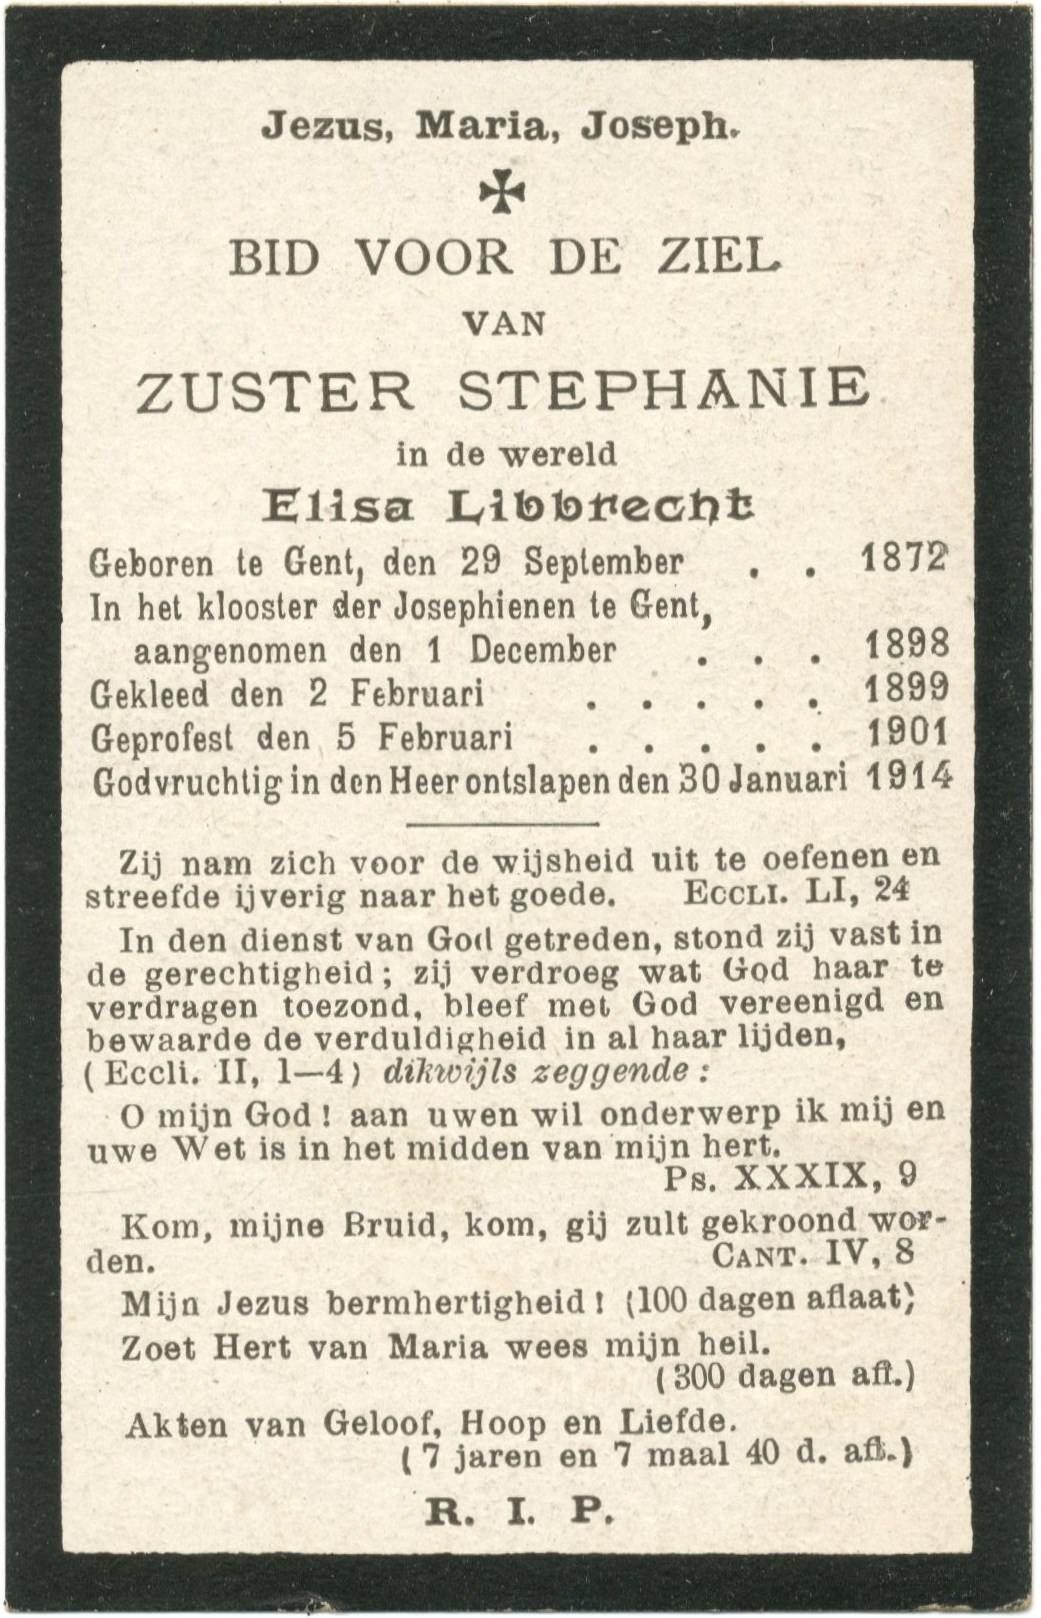 Jezus, Maria, Joseph.
BID VOOR DE ZIEL
VAN
ZUSTER STEPHANIE
in de wereld
Elisa Libbrecht
Geboren te Gent, den 29 September . . 1872
In het klooster der Josephienen te Gent,
aangenomen den 1 December . . . 1898
Gekleed den 2 Februari . . . . . 1899
Geprofest den 5 Februari . . . . . 1901
Godvruchtig in den Heer ontslapen den 30 Januari 1914
Zij nam zich voor de wijsheid uit te oefenen en
streefde ijverig naar het goede. ECCLI. LI, 24
In den dienst van God getreden, stond zij vast in
de gerechtigheid ; zij verdroeg wat God haar te
verdragen toezond, bleef met God vereenigd en
bewaarde de verduldigheid in al haar lijden,
(Eccli. II, 1—4) dikwijls zeggende :
O mijn God ! aan uwen wil onderwerp ik mij en
uwe Wet is in het midden van mijn hert.
Ps. XXXIX, 9
Kom, mijne Bruid, kom, gij zult gekroond wor-
den. CANT. IV, 8
Mijn Jezus bermhertigheid ! (100 dagen aflaat)
Zoet Hert van Maria wees mijn heil.
(300 dagen afl.)
Akten van Geloof, Hoop en Liefde.
(7 jaren en 7 maal 40 d. afl.)
R. I. P.